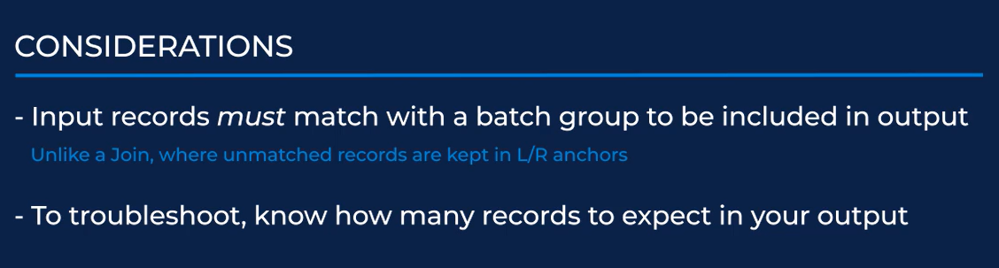 CONSIDERATIONS
- Input records must match with a batch group to be included in output
Unlike a Join, where unmatched records are kept in L/R anchors
- To troubleshoot, know how many records to expect in your output